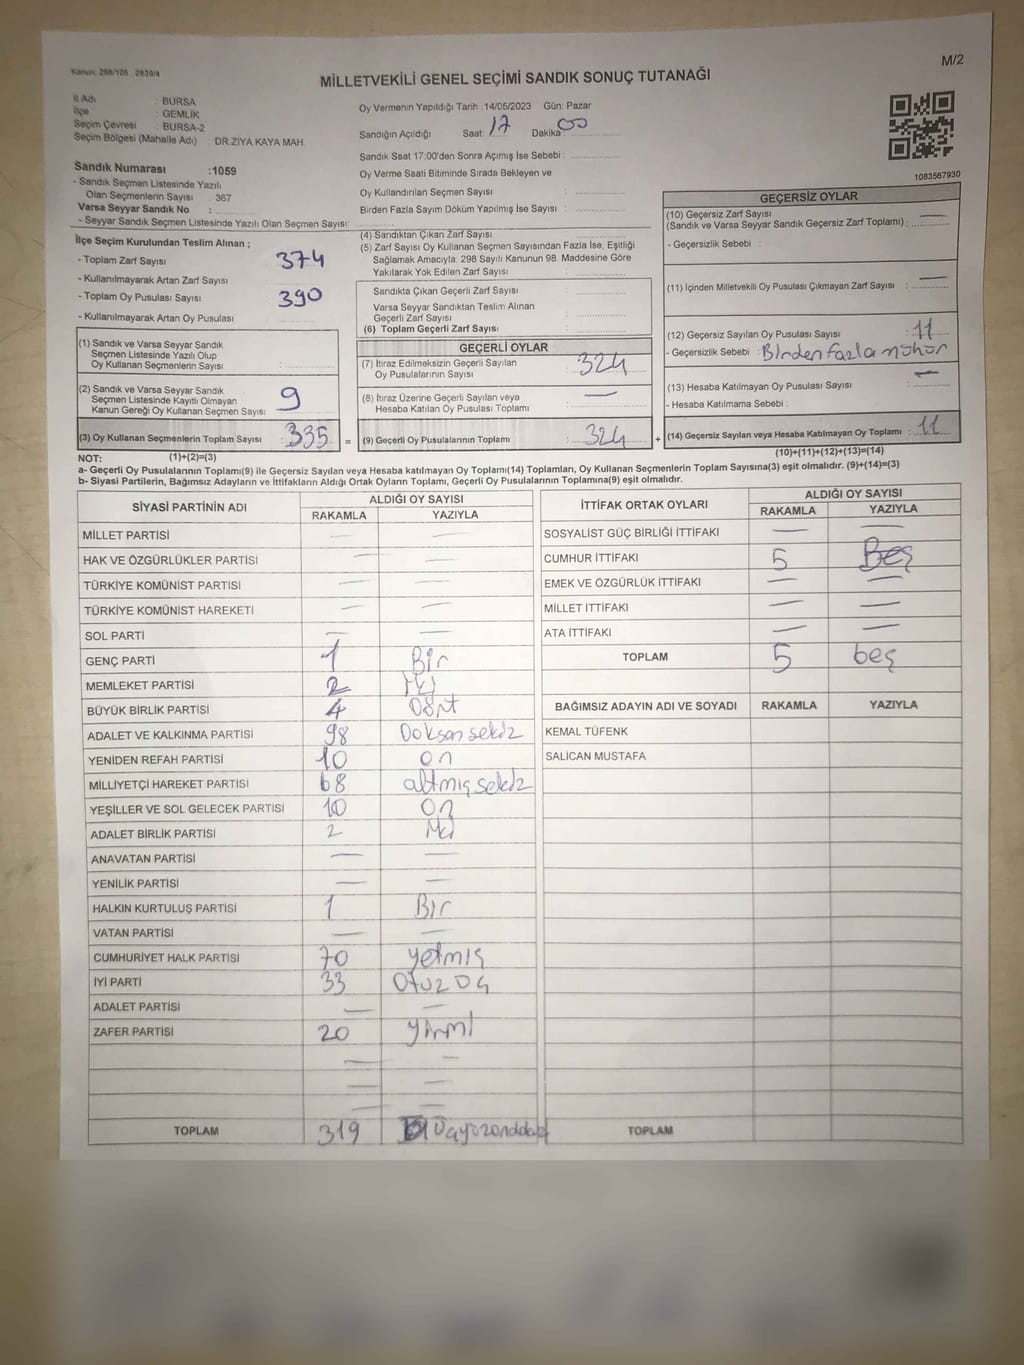 Kanun: 298/105 , 2839/4
M/2
MİLLETVEKİLİ GENEL SEÇİMİ SANDIK SONUÇ TUTANAĞI
İl Adı : BURSA
İlçe : GEMLİK
Seçim Çevresi : BURSA-2
Seçim Bölgesi (Mahalle Adı) : DR.ZİYA KAYA MAH.
Oy Vermenin Yapıldığı Tarih :14/05/2023 Gün: Pazar
Sandığın Açıldığı Saat: 17 Dakika: 00
Sandık Saat 17:00'den Sonra Açımış İse Sebebi :
Oy Verme Saati Bitiminde Sırada Bekleyen ve
Oy Kullandırılan Seçmen Sayısı :
Birden Fazla Sayım Döküm Yapılmış İse Sayısı :
1083567930
Sandık Numarası :1059
- Sandık Seçmen Listesinde Yazılı
Olan Seçmenlerin Sayısı : 367
Varsa Seyyar Sandık No :
- Seyyar Sandık Listesinde Yazılı Olan Seçmen Sayısı:
İlçe Seçim Kurulundan Teslim Alınan ;
- Toplam Zarf Sayısı : 374
- Kullanılmayarak Artan Zarf Sayısı :
- Toplam Oy Pusulası Sayısı : 390
- Kullanılmayarak Artan Oy Pusulası
(4) Sandıktan Çıkan Zarf Sayısı :
(5) Zarf Sayısı Oy Kullanan Seçmen Sayısından Fazla İse, Eşitliği
Sağlamak Amacıyla; 298 Sayılı Kanunun 98. Maddesine Göre
Yakılarak Yok Edilen Zarf Sayısı :
Sandıkta Çıkan Geçerli Zarf Sayısı :
Varsa Seyyar Sandıktan Teslim Alınan
Geçerli Zarf Sayısı :
(6) Toplam Geçerli Zarf Sayısı :
GEÇERSİZ OYLAR
(10) Geçersiz Zarf Sayısı
(Sandık ve Varsa Seyyar Sandık Geçersiz Zarf Toplamı) : —
- Geçersizlik Sebebi :
(11) İçinden Milletvekili Oy Pusulası Çıkmayan Zarf Sayısı : —
(12) Geçersiz Sayılan Oy Pusulası Sayısı : 11
- Geçersizlik Sebebi : Birden fazla mühür
(13) Hesaba Katılmayan Oy Pusulası Sayısı : —
- Hesaba Katılmama Sebebi :
(1) Sandık ve Varsa Seyyar Sandık
Seçmen Listesinde Yazılı Olup
Oy Kullanan Seçmenlerin Sayısı :
(2) Sandık ve Varsa Seyyar Sandık
Seçmen Listesinde Kayıtlı Olmayan
Kanun Gereği Oy Kullanan Seçmen Sayısı : 9
GEÇERLİ OYLAR
(7) İtiraz Edilmeksizin Geçerli Sayılan
Oy Pusulalarının Sayısı : 324
(8) İtiraz Üzerine Geçerli Sayılan veya
Hesaba Katılan Oy Pusulası Toplamı : —
(3) Oy Kullanan Seçmenlerin Toplam Sayısı : 335 = (9) Geçerli Oy Pusulalarının Toplamı : 324 + (14) Geçersiz Sayılan veya Hesaba Katılmayan Oy Toplamı : 11
NOT: (1)+(2)=(3) (10)+(11)+(12)+(13)=(14)
a- Geçerli Oy Pusulalarının Toplamı(9) ile Geçersiz Sayılan veya Hesaba katılmayan Oy Toplamı(14) Toplamları, Oy Kullanan Seçmenlerin Toplam Sayısına(3) eşit olmalıdır. (9)+(14)=(3)
b- Siyasi Partilerin, Bağımsız Adayların ve İttifakların Aldığı Ortak Oyların Toplamı, Geçerli Oy Pusulalarının Toplamına(9) eşit olmalıdır.
SİYASİ PARTİNİN ADI ALDIĞI OY SAYISI
RAKAMLA YAZIYLA
MİLLET PARTİSİ — —
HAK VE ÖZGÜRLÜKLER PARTİSİ — —
TÜRKİYE KOMÜNİST PARTİSİ — —
TÜRKİYE KOMÜNİST HAREKETİ — —
SOL PARTİ — —
GENÇ PARTİ 1 Bir
MEMLEKET PARTİSİ 2 İki
BÜYÜK BİRLİK PARTİSİ 4 Dört
ADALET VE KALKINMA PARTİSİ 98 Doksan sekiz
YENİDEN REFAH PARTİSİ 10 On
MİLLİYETÇİ HAREKET PARTİSİ 68 altmış sekiz
YEŞİLLER VE SOL GELECEK PARTİSİ 10 On
ADALET BİRLİK PARTİSİ 2 İki
ANAVATAN PARTİSİ — —
YENİLİK PARTİSİ — —
HALKIN KURTULUŞ PARTİSİ 1 Bir
VATAN PARTİSİ — —
CUMHURİYET HALK PARTİSİ 70 yetmiş
İYİ PARTİ 33 Otuz üç
ADALET PARTİSİ — —
ZAFER PARTİSİ 20 yirmi
— —
— —
— —
TOPLAM 319 Üçyüzondokuz
İTTİFAK ORTAK OYLARI ALDIĞI OY SAYISI
RAKAMLA YAZIYLA
SOSYALİST GÜÇ BİRLİĞİ İTTİFAKI — —
CUMHUR İTTİFAKI 5 Beş
EMEK VE ÖZGÜRLÜK İTTİFAKI — —
MİLLET İTTİFAKI — —
ATA İTTİFAKI — —
TOPLAM 5 beş
BAĞIMSIZ ADAYIN ADI VE SOYADI RAKAMLA YAZIYLA
KEMAL TÜFENK
SALİCAN MUSTAFA
TOPLAM